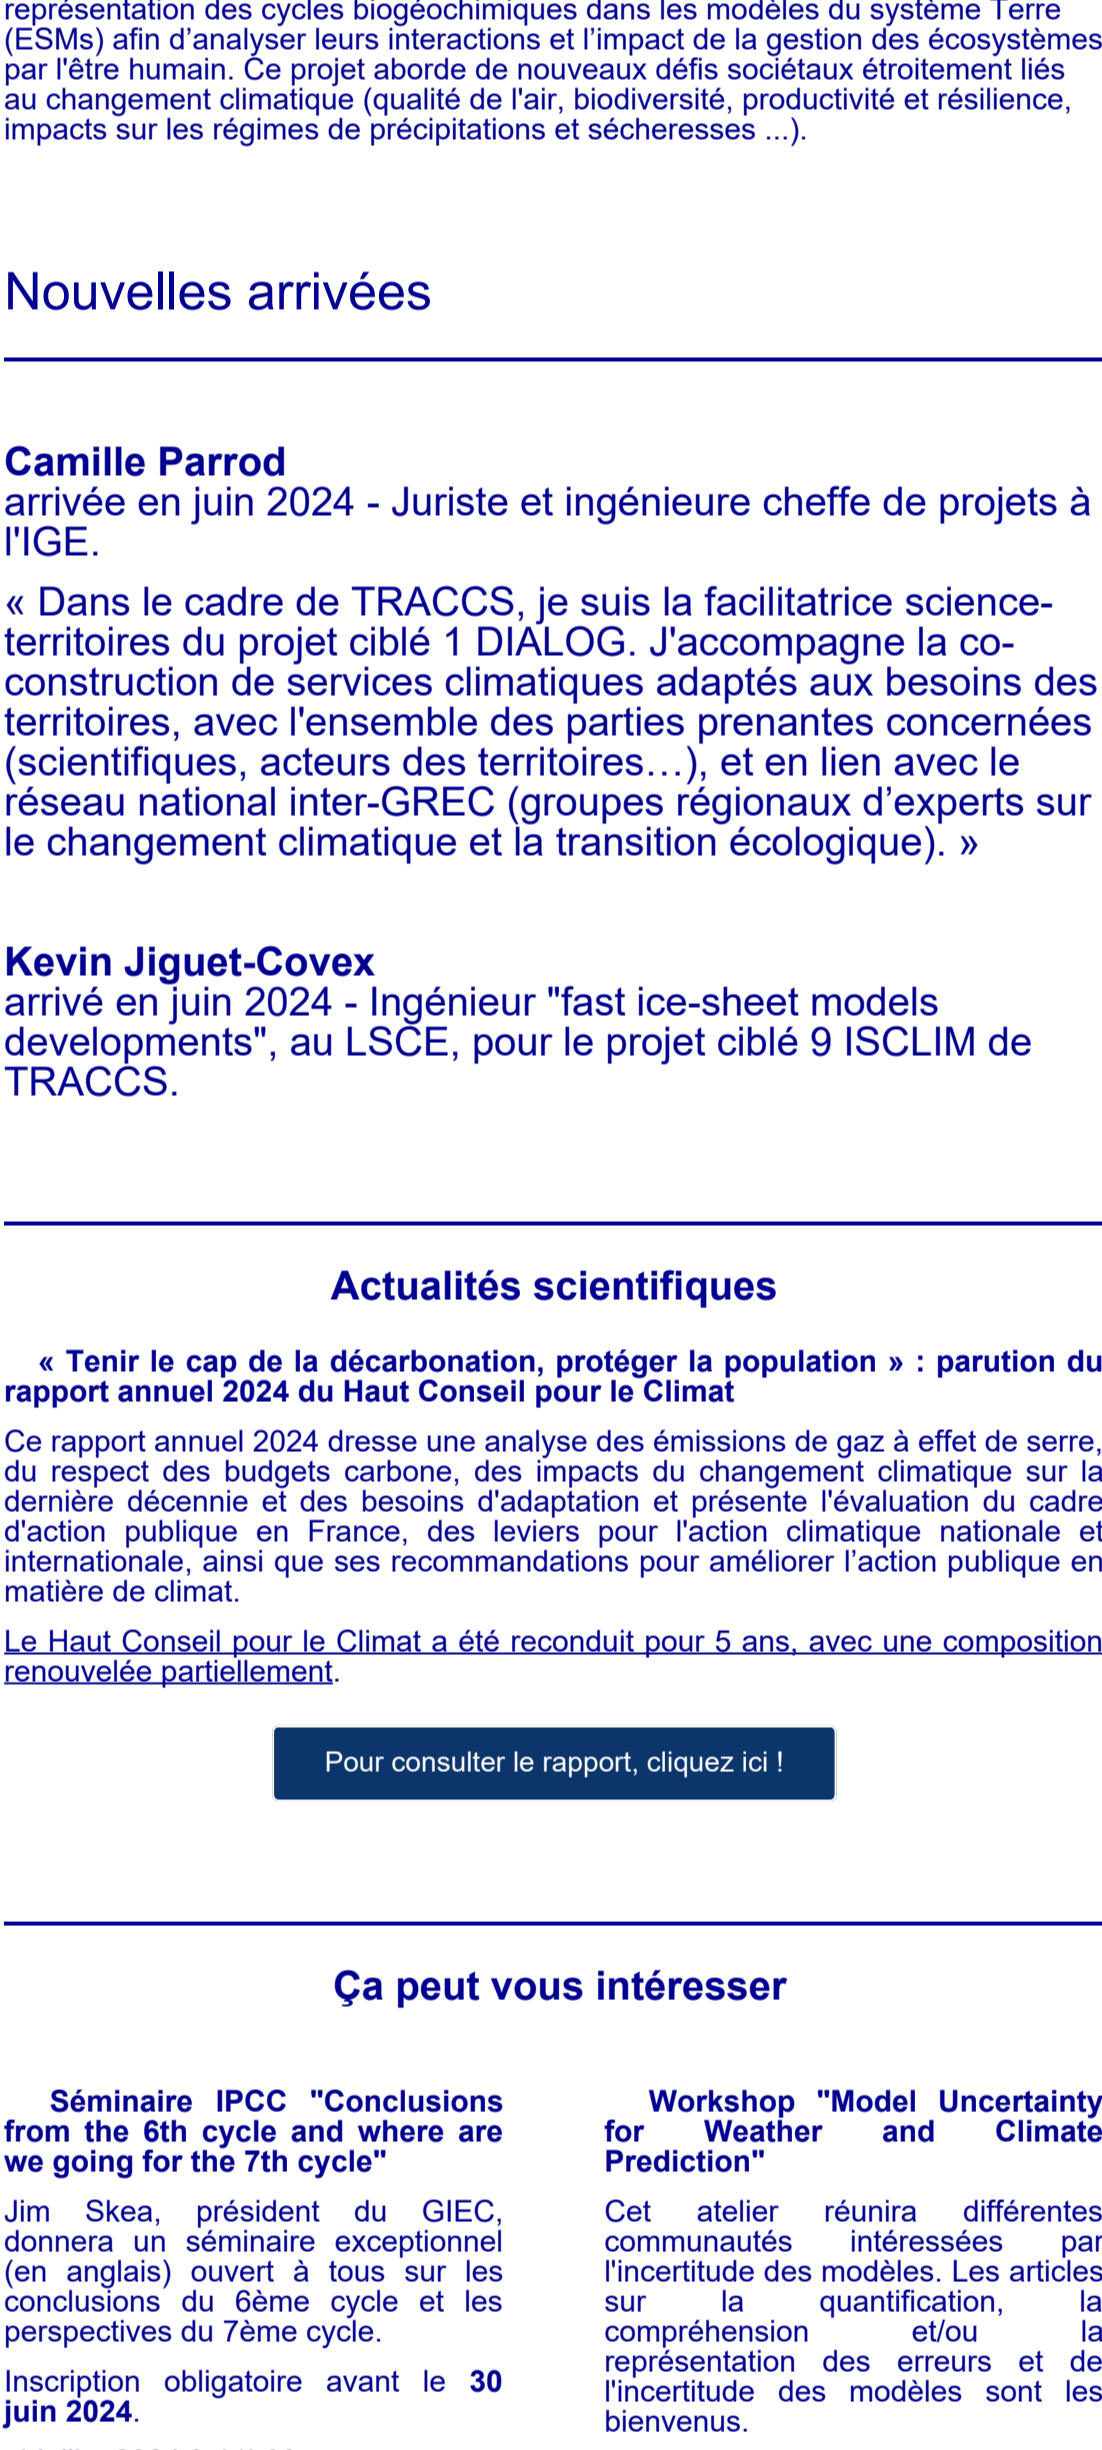 représentation des cycles biogéochimiques dans les modèles du système Terre
(ESMs) afin d’analyser leurs interactions et l’impact de la gestion des écosystèmes
par l'être humain. Ce projet aborde de nouveaux défis sociétaux étroitement liés
au changement climatique (qualité de l'air, biodiversité, productivité et résilience,
impacts sur les régimes de précipitations et sécheresses ...).
Nouvelles arrivées
Camille Parrod
arrivée en juin 2024 - Juriste et ingénieure cheffe de projets à
l'IGE.
« Dans le cadre de TRACCS, je suis la facilitatrice science-
territoires du projet ciblé 1 DIALOG. J'accompagne la co-
construction de services climatiques adaptés aux besoins des
territoires, avec l'ensemble des parties prenantes concernées
(scientifiques, acteurs des territoires…), et en lien avec le
réseau national inter-GREC (groupes régionaux d’experts sur
le changement climatique et la transition écologique). »
Kevin Jiguet-Covex
arrivé en juin 2024 - Ingénieur "fast ice-sheet models
developments", au LSCE, pour le projet ciblé 9 ISCLIM de
TRACCS.
Actualités scientifiques
« Tenir le cap de la décarbonation, protéger la population » : parution du
rapport annuel 2024 du Haut Conseil pour le Climat
Ce rapport annuel 2024 dresse une analyse des émissions de gaz à effet de serre,
du respect des budgets carbone, des impacts du changement climatique sur la
dernière décennie et des besoins d'adaptation et présente l'évaluation du cadre
d'action publique en France, des leviers pour l'action climatique nationale et
internationale, ainsi que ses recommandations pour améliorer l’action publique en
matière de climat.
Le Haut Conseil pour le Climat a été reconduit pour 5 ans, avec une composition
renouvelée partiellement.
Pour consulter le rapport, cliquez ici !
Ça peut vous intéresser
Séminaire IPCC "Conclusions
from the 6th cycle and where are
we going for the 7th cycle"
Jim Skea, président du GIEC,
donnera un séminaire exceptionnel
(en anglais) ouvert à tous sur les
conclusions du 6ème cycle et les
perspectives du 7ème cycle.
Inscription obligatoire avant le 30
juin 2024.
Workshop "Model Uncertainty
for Weather and Climate
Prediction"
Cet atelier réunira différentes
communautés intéressées par
l'incertitude des modèles. Les articles
sur la quantification, la
compréhension et/ou la
représentation des erreurs et de
l'incertitude des modèles sont les
bienvenus.